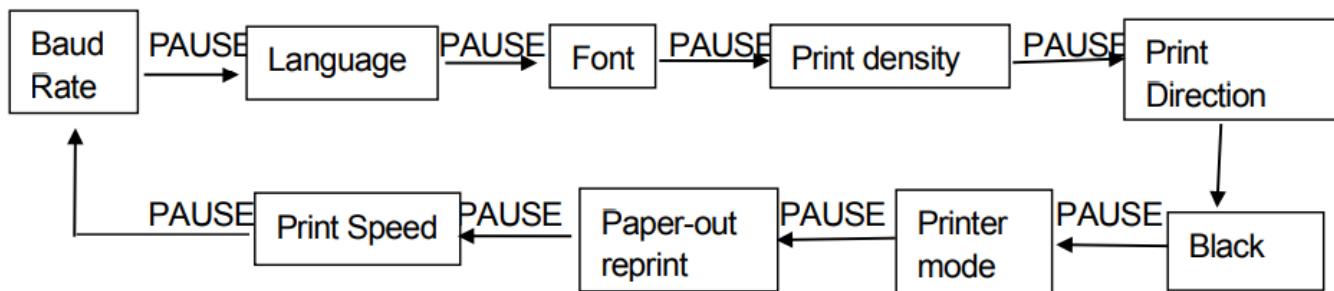 Baud
Rate
PAUSE
Language
PAUSE
Font
PAUSE
Print density
PAUSE
Print
Direction
Black
PAUSE
Printer
mode
PAUSE
Paper-out
reprint
PAUSE
Print Speed
PAUSE